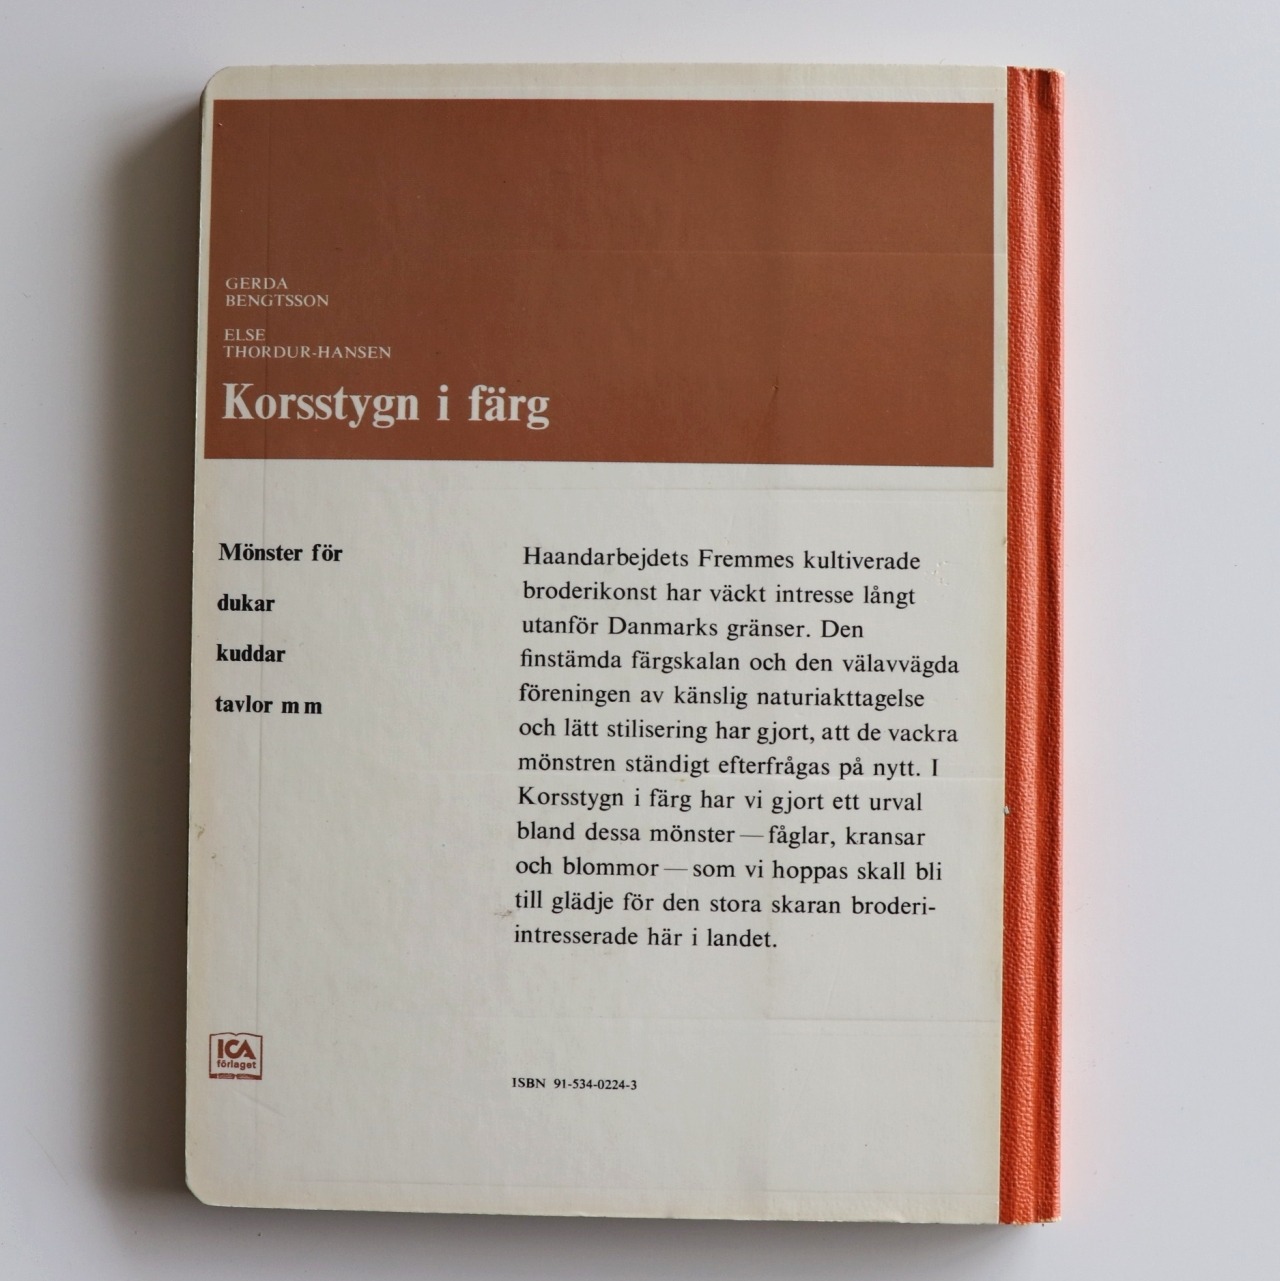 GERDA
BENGTSSON
ELSE
THORDUR-HANSEN
Korsstygn i färg
Mönster för
dukar
kuddar
tavlor m m
Haandarbejdets Fremmes kultiverade
broderikonst har väckt intresse långt
utanför Danmarks gränser. Den
finstämda färgskalan och den välavvägda
föreningen av känslig naturiakttagelse
och lätt stilisering har gjort, att de vackra
mönstren ständigt efterfrågas på nytt. I
Korsstygn i färg har vi gjort ett urval
bland dessa mönster — fåglar, kransar
och blommor — som vi hoppas skall bli
till glädje för den stora skaran broderi-
intresserade här i landet.
ICA
förlaget
ISBN 91-534-0224-3